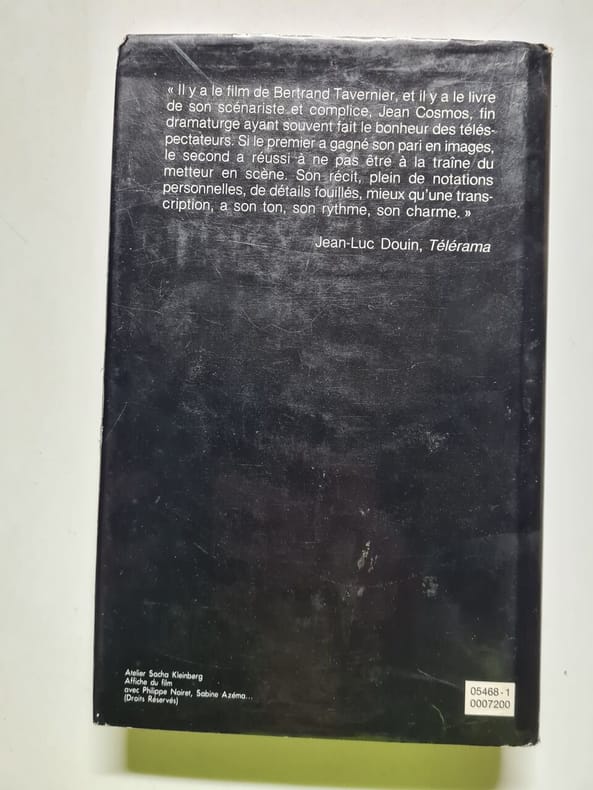 « Il y a le film de Bertrand Tavernier, et il y a le livre
de son scénariste et complice, Jean Cosmos, fin
dramaturge ayant souvent fait le bonheur des télés-
pectateurs. Si le premier a gagné son pari en images,
le second a réussi à ne pas être à la traîne du
metteur en scène. Son récit, plein de notations
personnelles, de détails fouillés, mieux qu'une trans-
cription, a son ton, son rythme, son charme. »
Jean-Luc Douin, Télérama
Atelier Sacha Kleinberg
Affiche du film
avec Philippe Noiret, Sabine Azéma...
(Droits Réservés)
05468-1
0007200